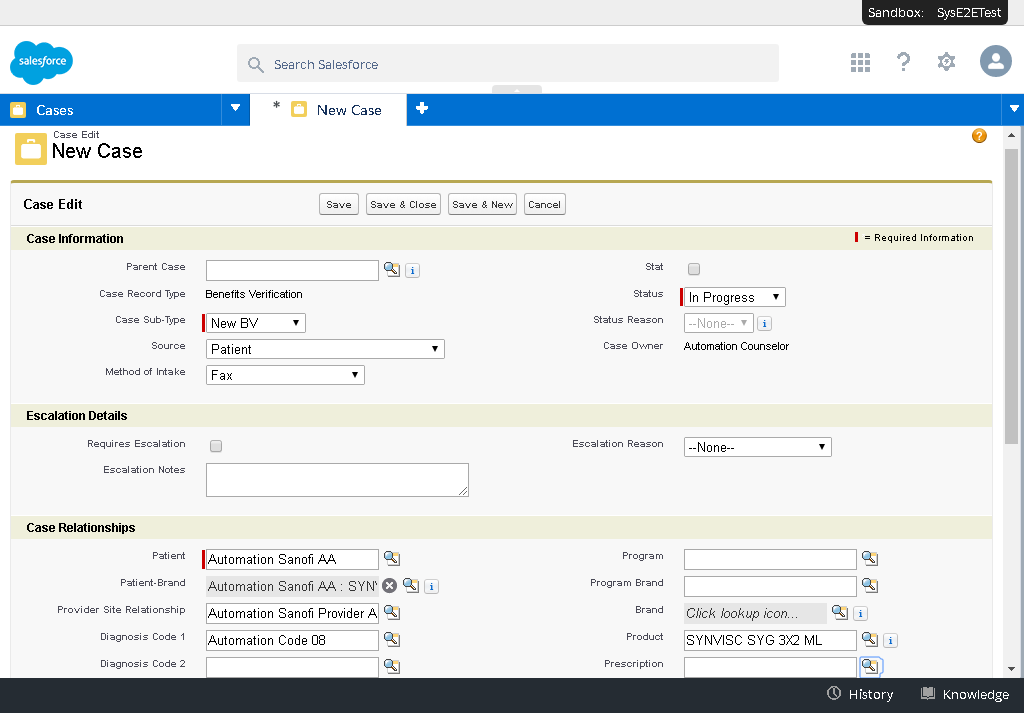 Sandbox: SysE2ETest
salesforce
Search Salesforce
?
Cases
* New Case
Case Edit
New Case
?
Case Edit
Save
Save & Close
Save & New
Cancel
Case Information
= Required Information
Parent Case
i
Stat
Case Record Type
Benefits Verification
Status
In Progress
Case Sub-Type
New BV
Status Reason
--None--
i
Source
Patient
Case Owner
Automation Counselor
Method of Intake
Fax
Escalation Details
Requires Escalation
Escalation Reason
--None--
Escalation Notes
Case Relationships
Patient
Automation Sanofi AA
Program
Patient-Brand
Automation Sanofi AA : SYN
i
Program Brand
Provider Site Relationship
Automation Sanofi Provider A
Brand
Click lookup icon...
i
Diagnosis Code 1
Automation Code 08
Product
SYNVISC SYG 3X2 ML
i
Diagnosis Code 2
Prescription
History
Knowledge